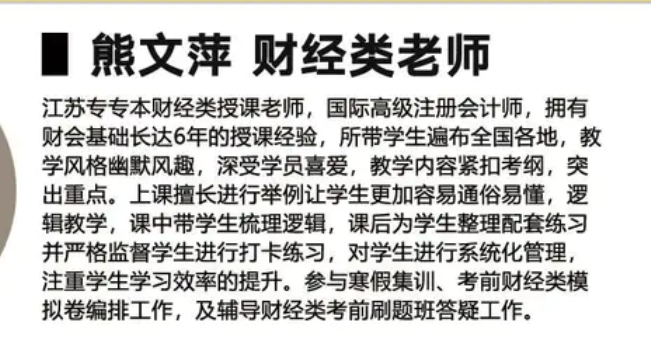 熊文萍 财经类老师
江苏专专本财经类授课老师，国际高级注册会计师，拥有
财会基础长达6年的授课经验，所带学生遍布全国各地，教
学风格幽默风趣，深受学员喜爱，教学内容紧扣考纲，突
出重点。上课擅长进行举例让学生更加容易通俗易懂，逻
辑教学，课中带学生梳理逻辑，课后为学生整理配套练习
并严格监督学生进行打卡练习，对学生进行系统化管理，
注重学生学习效率的提升。参与寒假集训、考前财经类模
拟卷编排工作，及辅导财经类考前刷题班答疑工作。